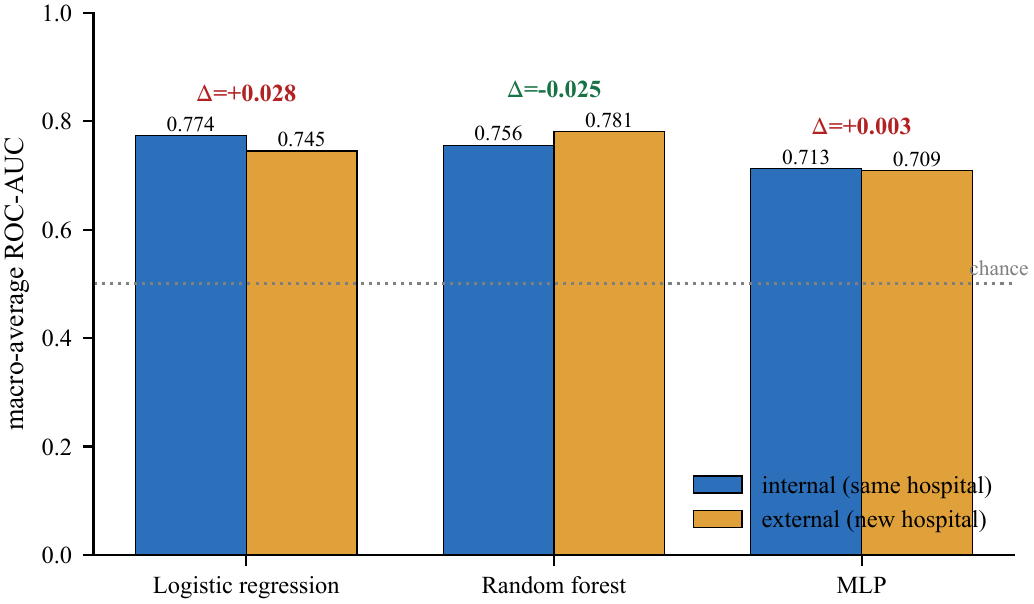 1.0
0.8
0.6
0.4
0.2
0.0
macro-average ROC-AUC
Δ=+0.028
Δ=-0.025
Δ=+0.003
0.774
0.745
0.756
0.781
0.713
0.709
chance
internal (same hospital)
external (new hospital)
Logistic regression
Random forest
MLP